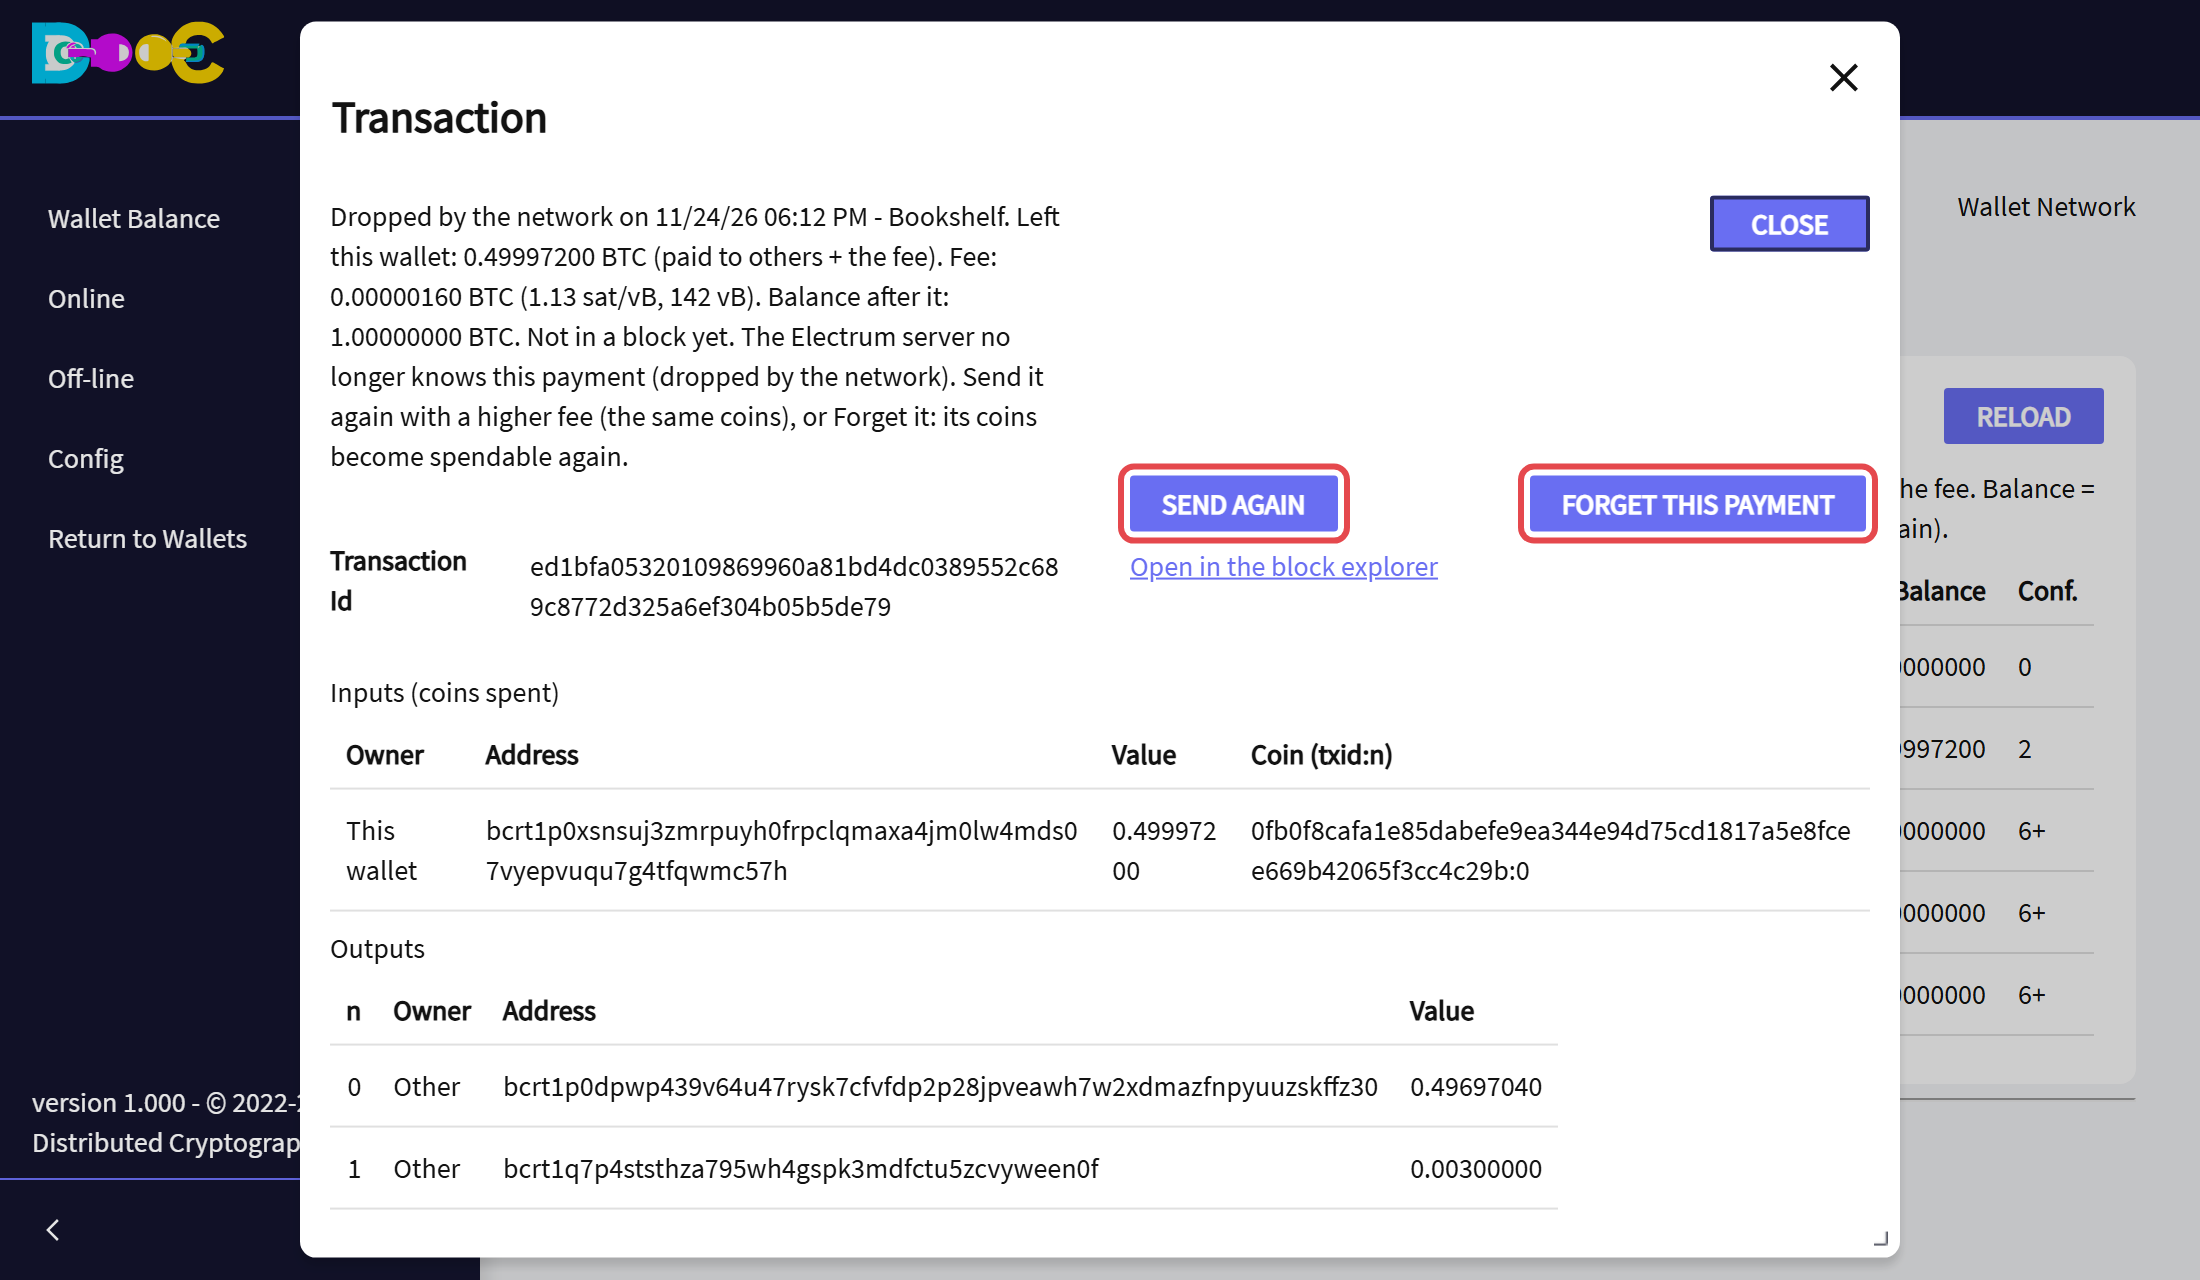 Transaction
Dropped by the network on 11/24/26 06:12 PM - Bookshelf. Left
this wallet: 0.49997200 BTC (paid to others + the fee). Fee:
0.00000160 BTC (1.13 sat/vB, 142 vB). Balance after it:
1.00000000 BTC. Not in a block yet. The Electrum server no
longer knows this payment (dropped by the network). Send it
again with a higher fee (the same coins), or Forget it: its coins
become spendable again.
CLOSE
SEND AGAIN
FORGET THIS PAYMENT
Transaction
Id
ed1bfa05320109869960a81bd4dc0389552c68
9c8772d325a6ef304b05b5de79
Open in the block explorer
Inputs (coins spent)
Owner Address Value Coin (txid:n)
This bcrt1p0xsnsuj3zmrpuyh0frpclqmaxa4jm0lw4mds0 0.499972 0fb0f8cafa1e85dabefe9ea344e94d75cd1817a5e8fce
wallet 7vyepvuqu7g4tfqwmc57h 00 e669b42065f3cc4c29b:0
Outputs
n Owner Address Value
0 Other bcrt1p0dpwp439v64u47rysk7cfvfdp2p28jpveawh7w2xdmazfnpyuuzskffz30 0.49697040
1 Other bcrt1q7p4ststhza795wh4gspk3mdfctu5zcvyween0f 0.00300000
Wallet Balance
Online
Off-line
Config
Return to Wallets
version 1.000 - © 2022-
Distributed Cryptograp
Wallet Network
RELOAD
he fee. Balance =
ain).
Balance Conf.
000000 0
997200 2
000000 6+
000000 6+
000000 6+